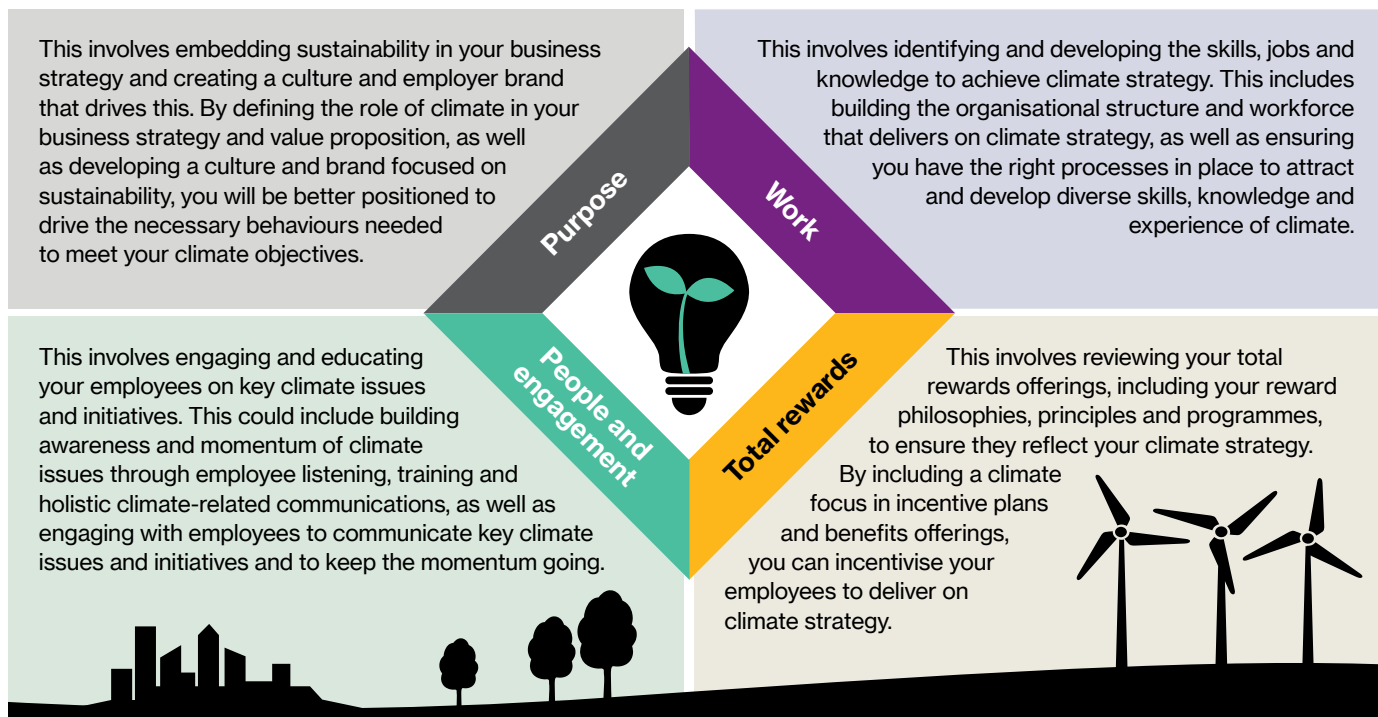 This involves embedding sustainability in your business
strategy and creating a culture and employer brand
that drives this. By defining the role of climate in your
business strategy and value proposition, as well
as developing a culture and brand focused on
sustainability, you will be better positioned to
drive the necessary behaviours needed
to meet your climate objectives.
Purpose
This involves identifying and developing the skills, jobs and
knowledge to achieve climate strategy. This includes
building the organisational structure and workforce
that delivers on climate strategy, as well as ensuring
you have the right processes in place to attract
and develop diverse skills, knowledge and
experience of climate.
Work
This involves engaging and educating
your employees on key climate issues
and initiatives. This could include building
awareness and momentum of climate
issues through employee listening, training and
holistic climate-related communications, as well as
engaging with employees to communicate key climate
issues and initiatives and to keep the momentum going.
People and
engagement
This involves reviewing your total
rewards offerings, including your reward
philosophies, principles and programmes,
to ensure they reflect your climate strategy.
By including a climate
focus in incentive plans
and benefits offerings,
you can incentivise your
employees to deliver on
climate strategy.
Total rewards